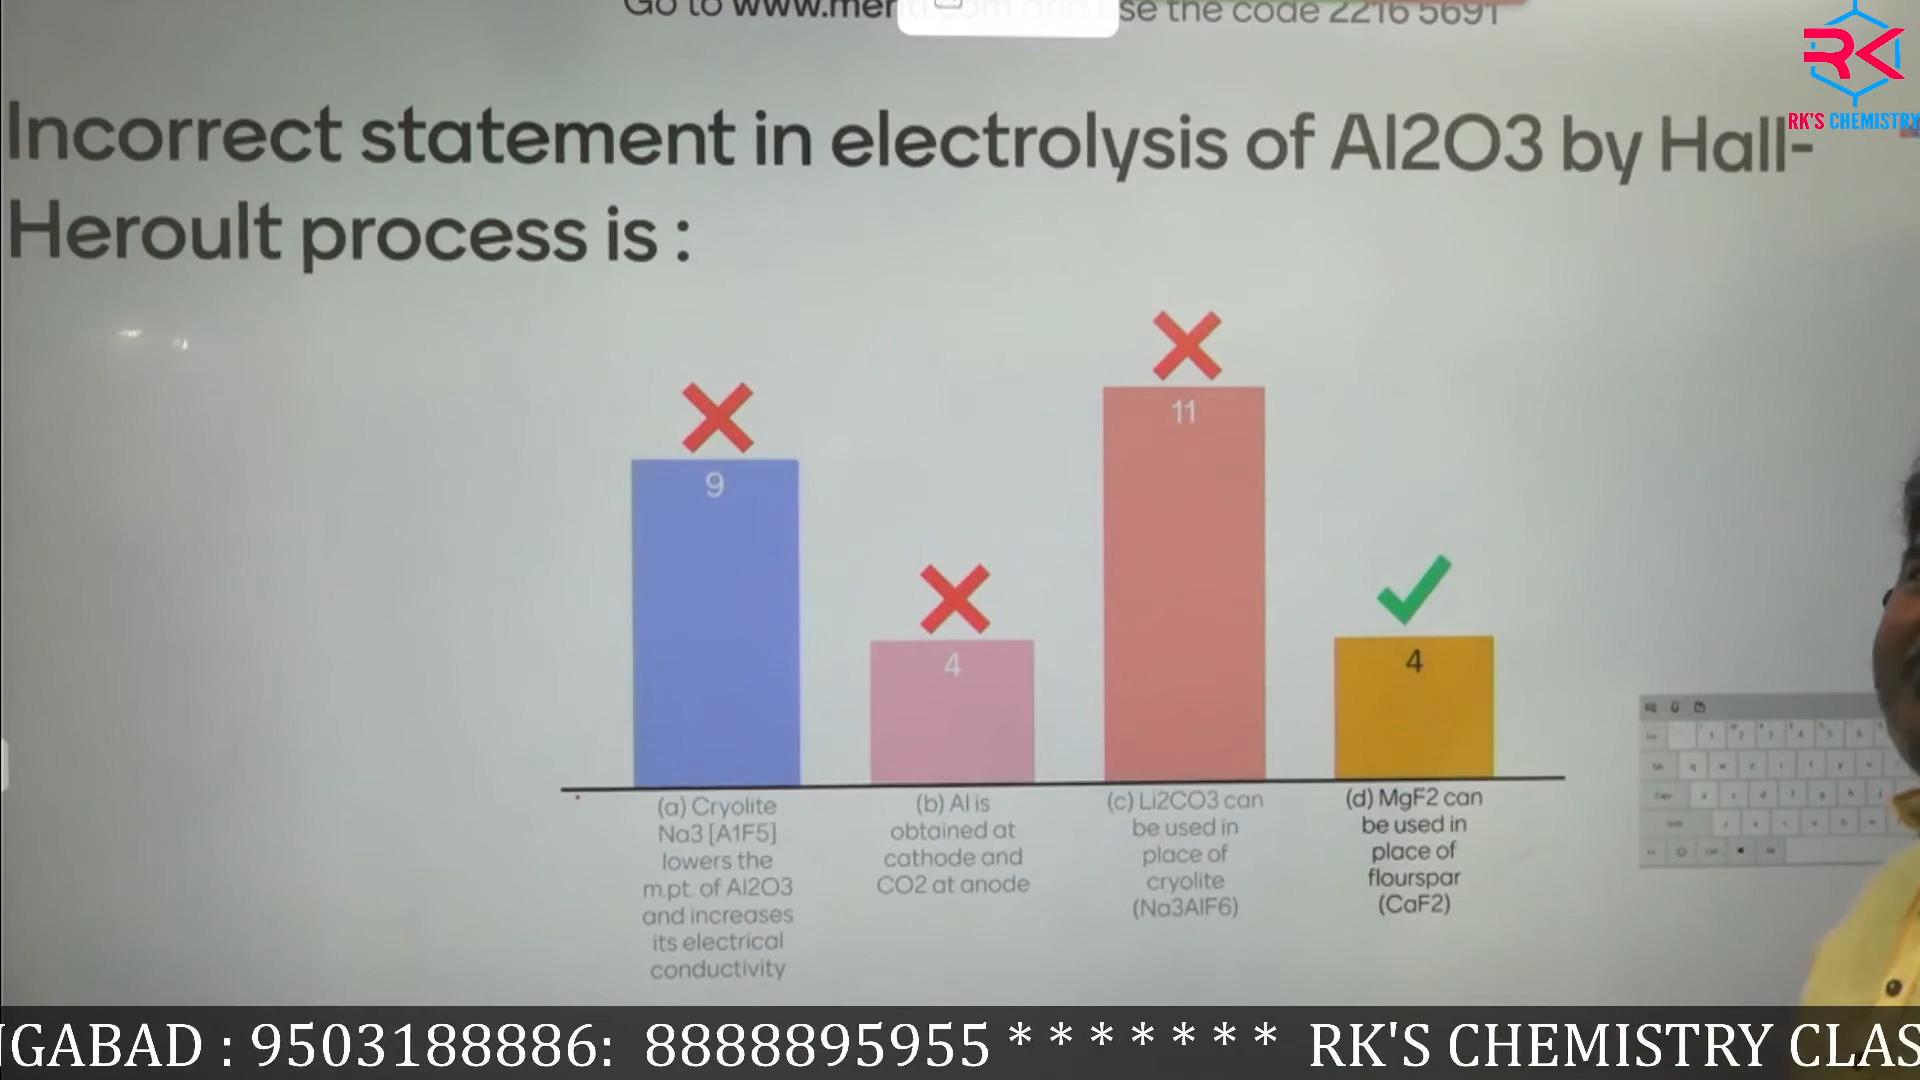 Go to www.mer
se the code 2216 5691
RK
RK'S CHEMISTRY
Incorrect statement in electrolysis of Al2O3 by Hall-
Heroult process is :
9
4
11
4
(a) Cryolite
Na3 [A1F5]
lowers the
m.pt. of Al2O3
and increases
its electrical
conductivity
(b) Al is
obtained at
cathode and
CO2 at anode
(c) Li2CO3 can
be used in
place of
cryolite
(Na3AlF6)
(d) MgF2 can
be used in
place of
flourspar
(CaF2)
NGABAD : 9503188886: 8888895955 * * * * * * * RK'S CHEMISTRY CLAS